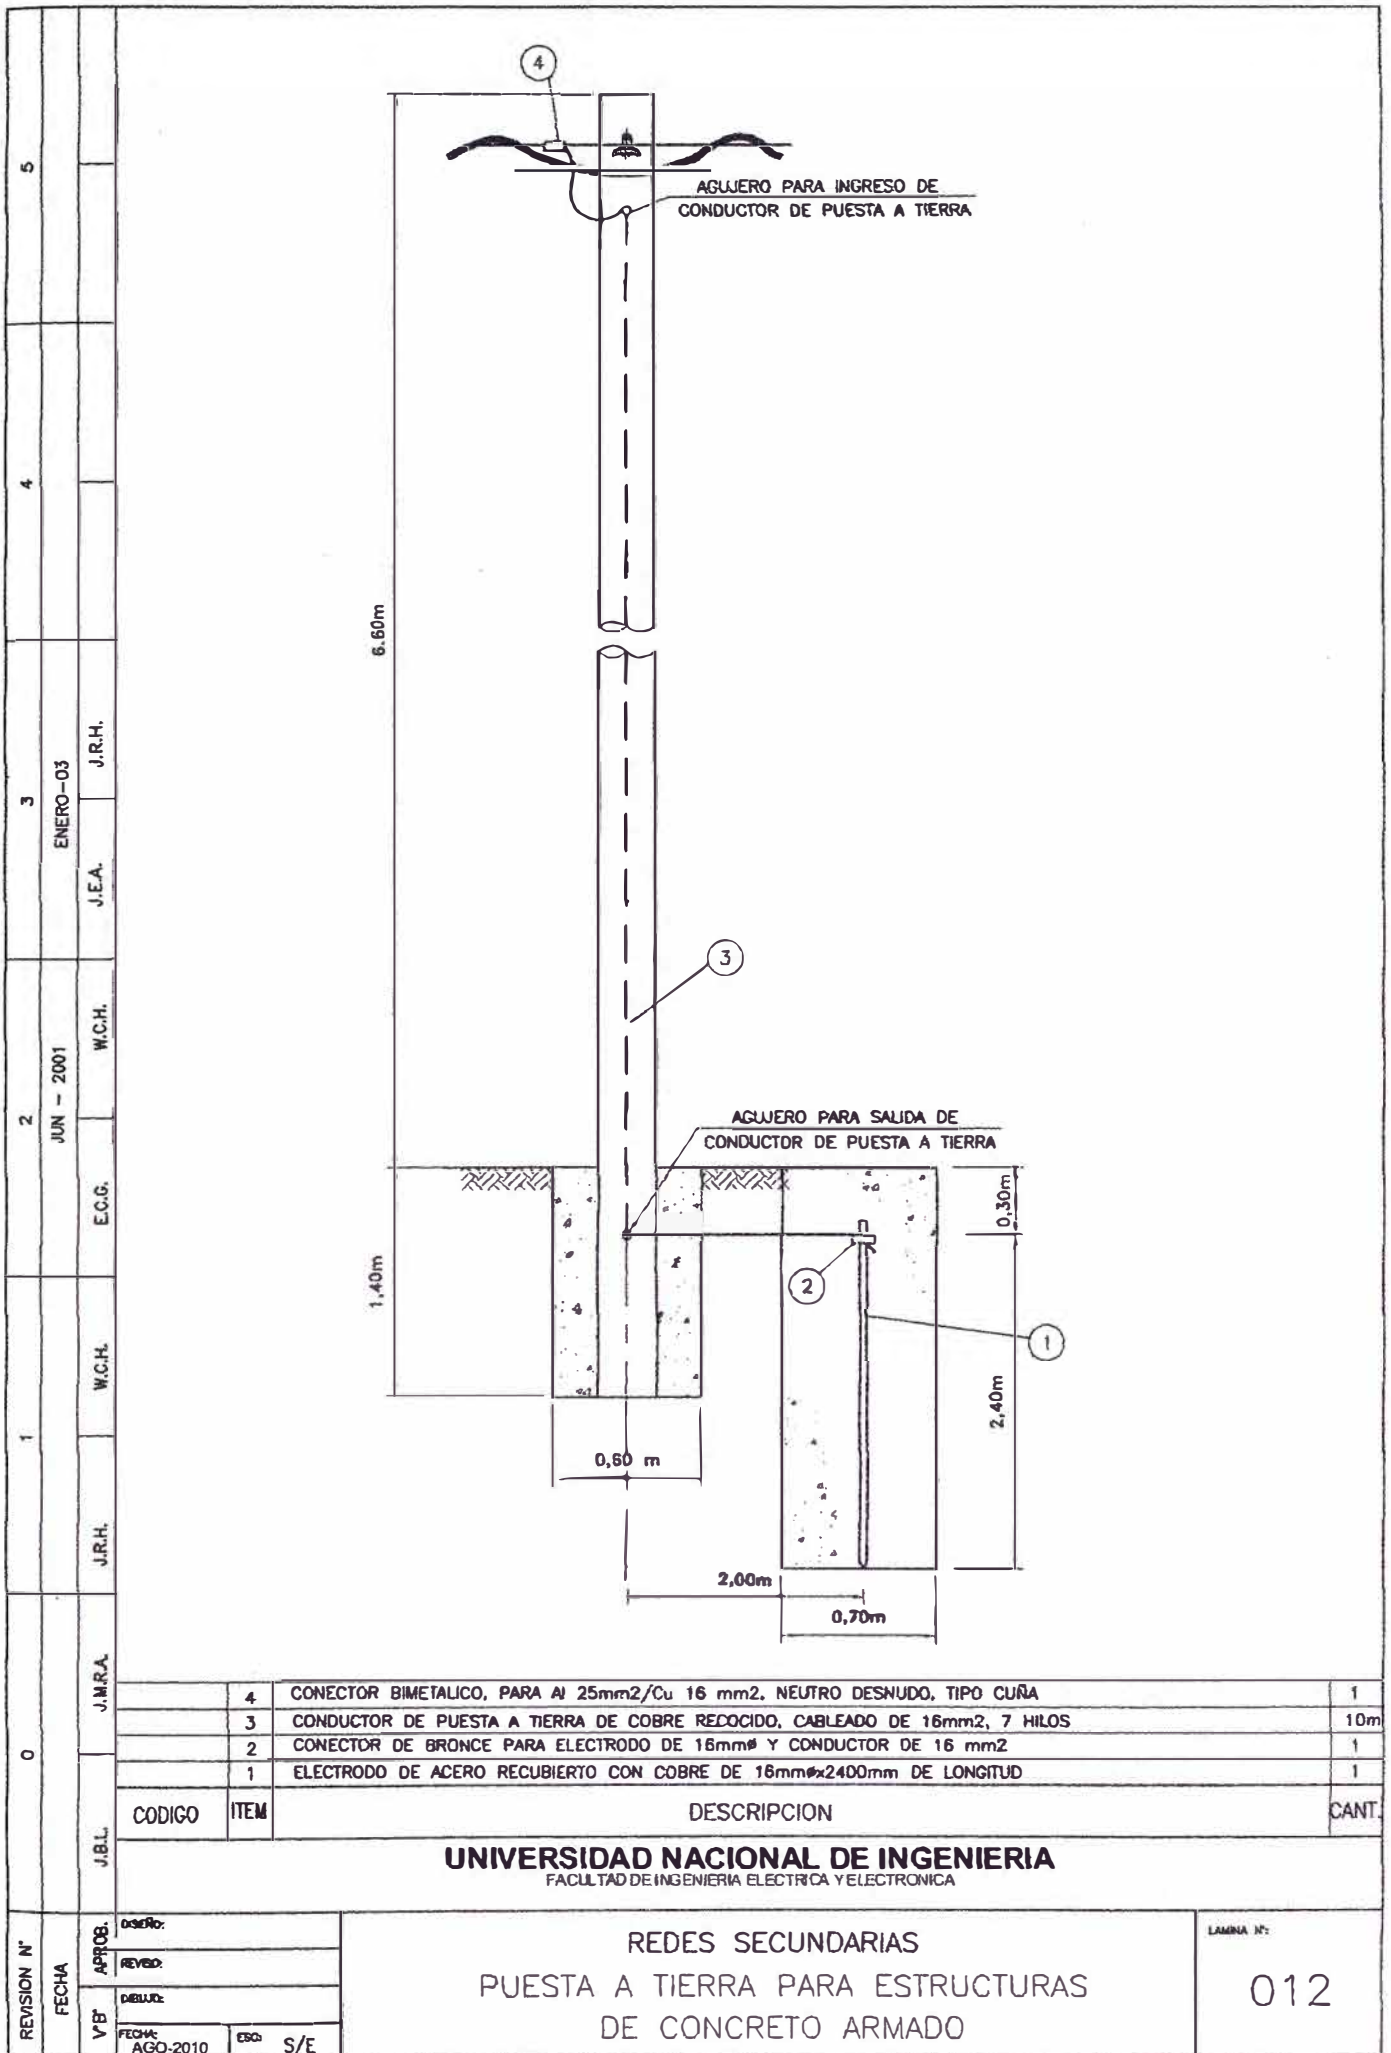 4
AGUJERO PARA INGRESO DE
CONDUCTOR DE PUESTA A TIERRA
6.60m
3
AGUJERO PARA SALIDA DE
CONDUCTOR DE PUESTA A TIERRA
0,30m
1,40m
2
1
2,40m
0,60 m
2,00m
0,70m
4 CONECTOR BIMETALICO, PARA Al 25mm2/Cu 16 mm2, NEUTRO DESNUDO, TIPO CUÑA 1
3 CONDUCTOR DE PUESTA A TIERRA DE COBRE RECOCIDO, CABLEADO DE 16mm2, 7 HILOS 10m
2 CONECTOR DE BRONCE PARA ELECTRODO DE 16mmø Y CONDUCTOR DE 16 mm2 1
1 ELECTRODO DE ACERO RECUBIERTO CON COBRE DE 16mmøx2400mm DE LONGITUD 1
CODIGO ITEM DESCRIPCION CANT.
UNIVERSIDAD NACIONAL DE INGENIERIA
FACULTAD DE INGENIERIA ELECTRICA Y ELECTRONICA
DISEÑO:
REVISO:
DIBUJO:
FECHA: AGO-2010
ESC: S/E
REDES SECUNDARIAS
PUESTA A TIERRA PARA ESTRUCTURAS
DE CONCRETO ARMADO
LAMINA Nº:
012
REVISION Nº 0 1 2 3 4 5
FECHA JUN - 2001 ENERO-03
VºBº APROB. J.B.L. J.M.R.A. J.R.H. W.C.H. E.C.G. W.C.H. J.E.A. J.R.H.